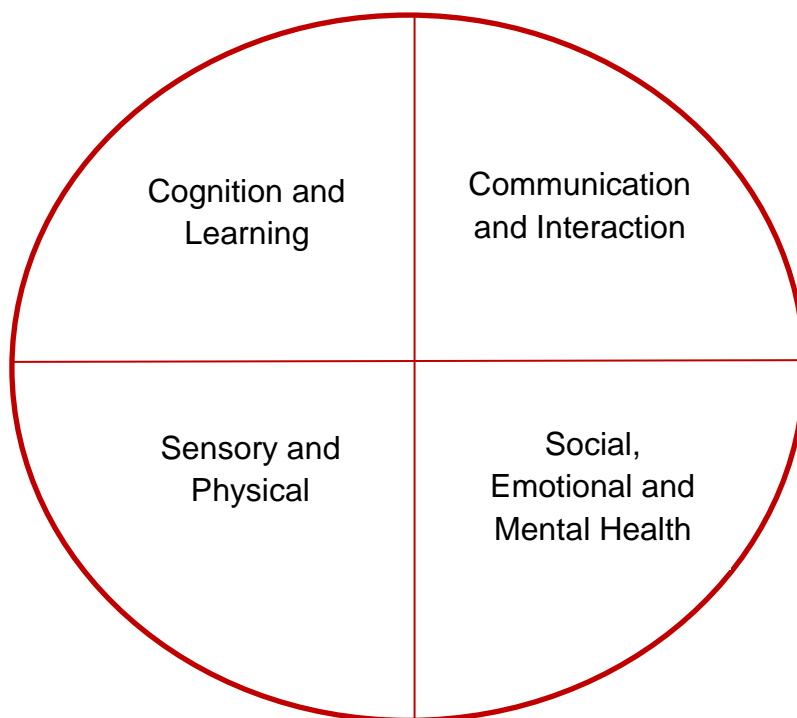 Cognition and
Learning
Communication
and Interaction
Sensory and
Physical
Social,
Emotional and
Mental Health